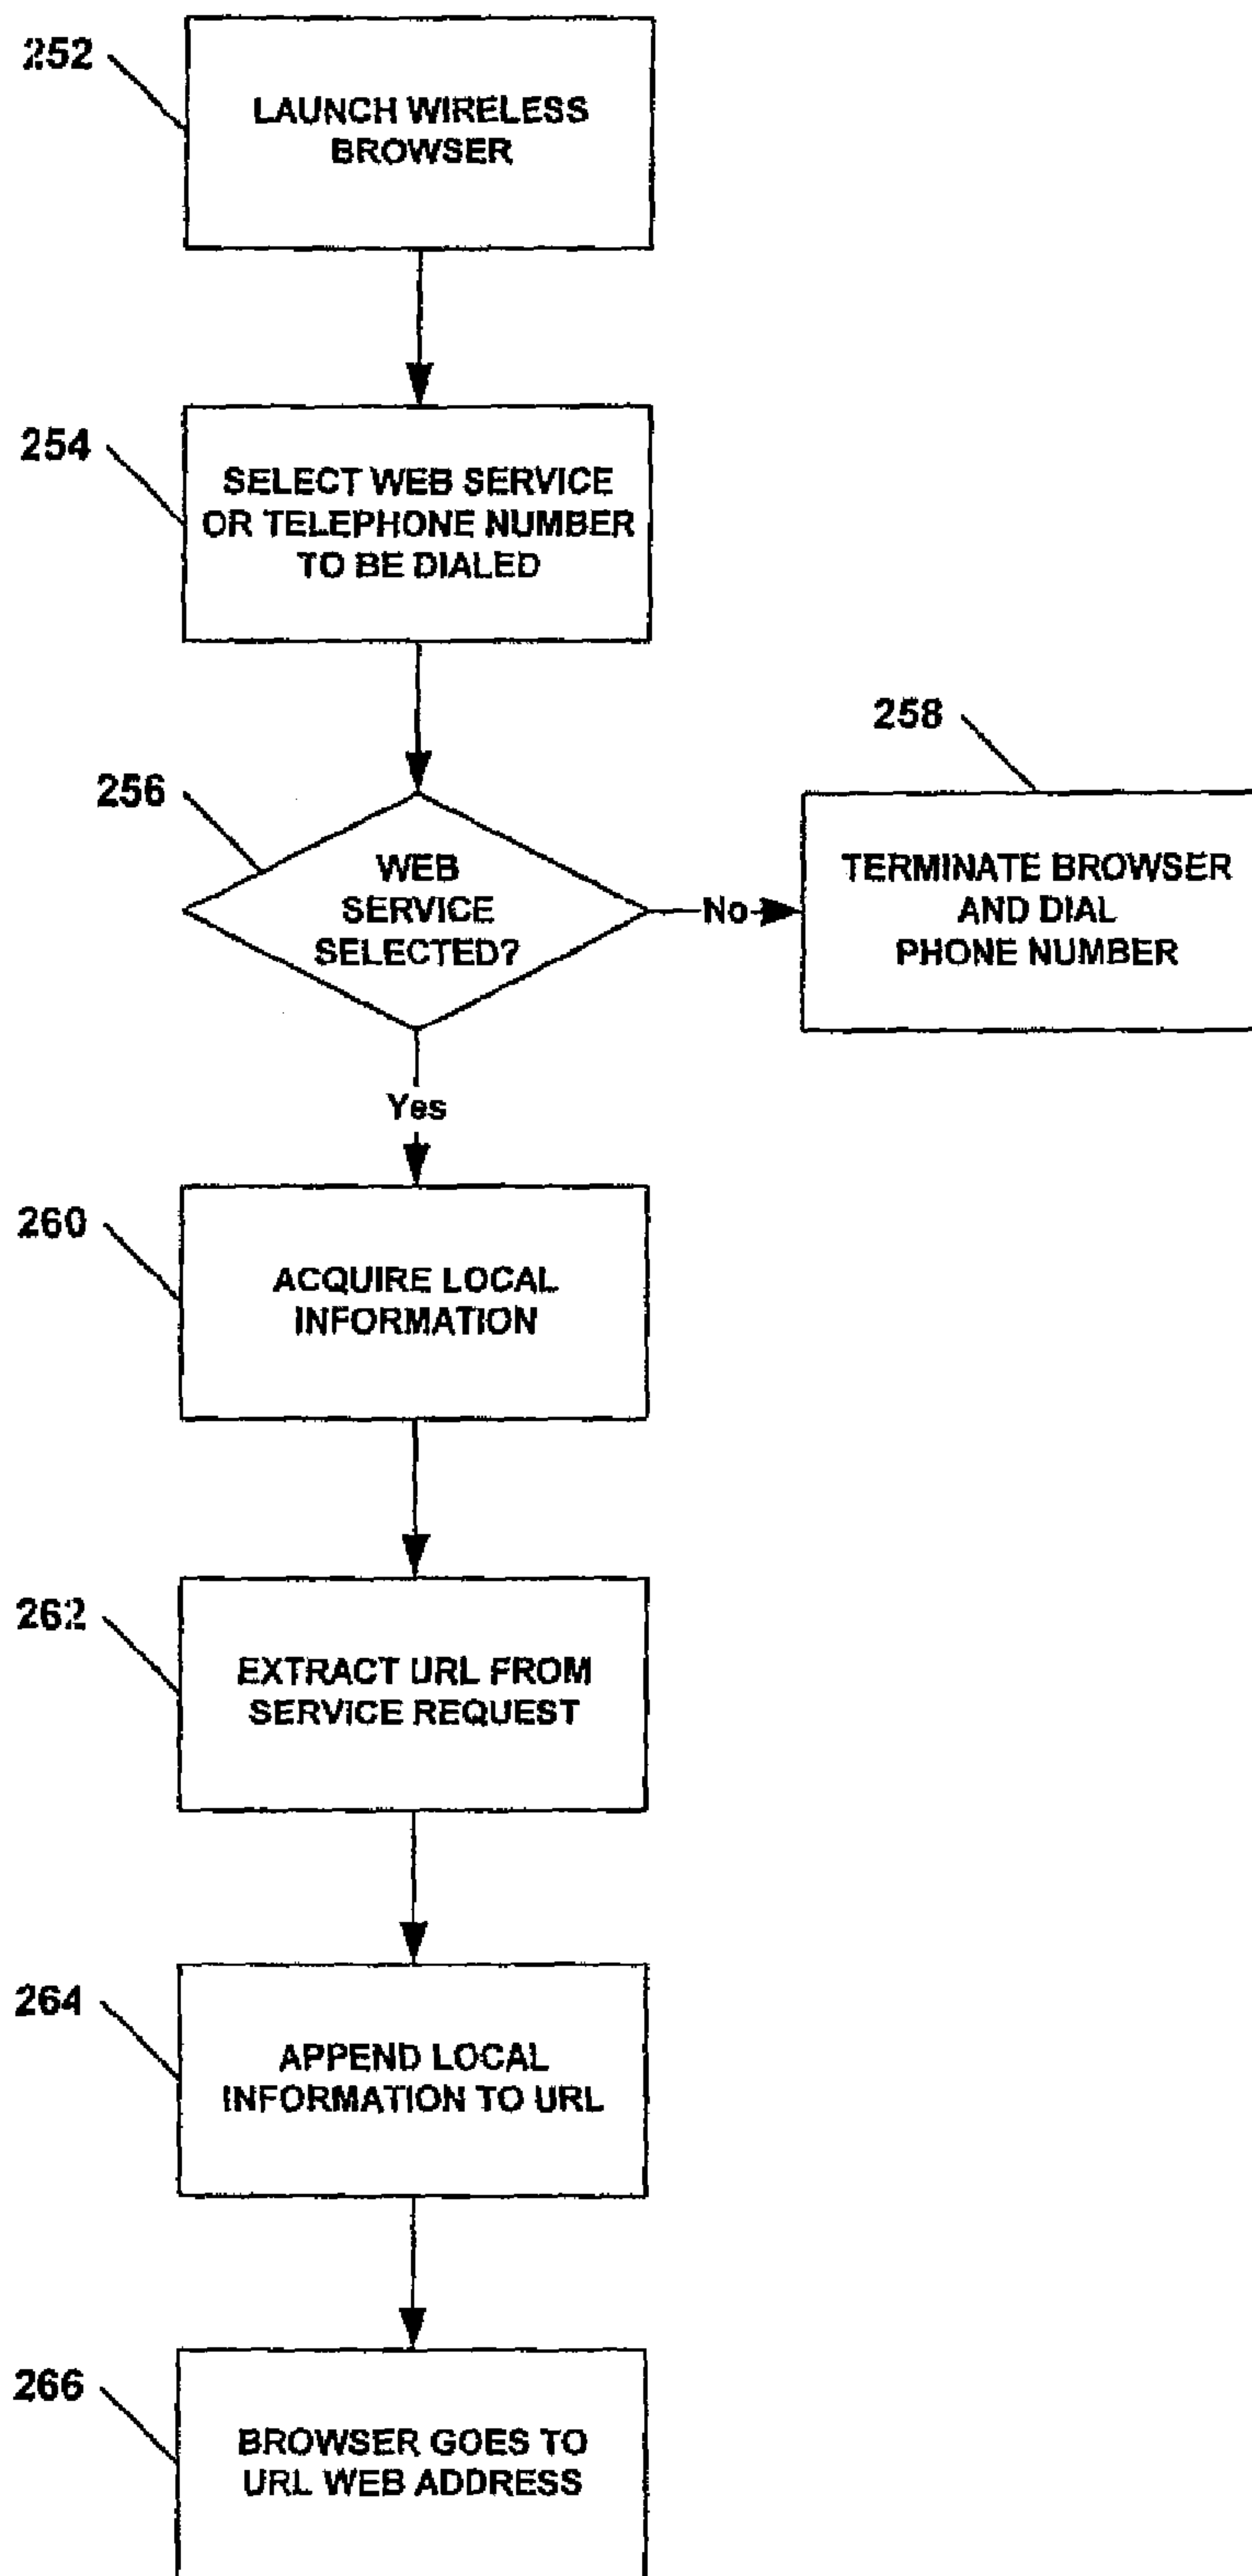 252
LAUNCH WIRELESS
BROWSER
254
SELECT WEB SERVICE
OR TELEPHONE NUMBER
TO BE DIALED
256
WEB
SERVICE
SELECTED?
No
258
TERMINATE BROWSER
AND DIAL
PHONE NUMBER
Yes
260
ACQUIRE LOCAL
INFORMATION
262
EXTRACT URL FROM
SERVICE REQUEST
264
APPEND LOCAL
INFORMATION TO URL
266
BROWSER GOES TO
URL WEB ADDRESS